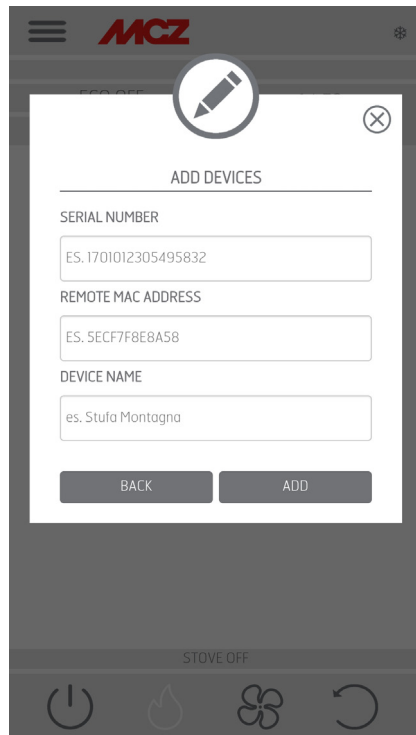 MCZ
ADD DEVICES
SERIAL NUMBER
ES. 1701012305495832
REMOTE MAC ADDRESS
ES. 5ECF7F8E8A58
DEVICE NAME
es. Stufa Montagna
BACK
ADD
STOVE OFF